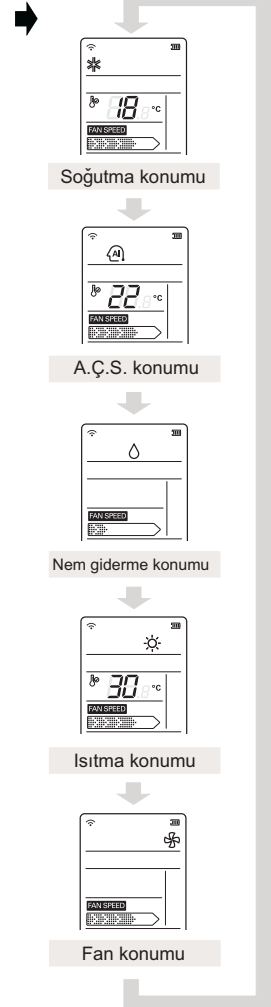 18 °C
FAN SPEED
Soğutma konumu
AI
22 °C
FAN SPEED
A.Ç.S. konumu
FAN SPEED
Nem giderme konumu
30 °C
FAN SPEED
Isıtma konumu
FAN SPEED
Fan konumu